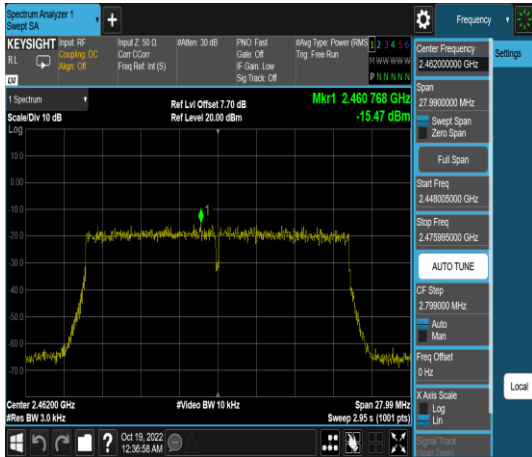 Spectrum Analyzer 1
Swept SA
Frequency
KEYSIGHT
RL
LXI
Input: RF
Coupling: DC
Align: Off
Input Z: 50 Ω
Corr CCorr
Freq Ref: Int (S)
#Atten: 30 dB
PNO: Fast
Gate: Off
IF Gain: Low
Sig Track: Off
#Avg Type: Power (RMS
Trig: Free Run
1 2 3 4 5 6
M W W W W W
P N N N N N
1 Spectrum
Scale/Div 10 dB
Log
Ref Lvl Offset 7.70 dB
Ref Level 20.00 dBm
Mkr1 2.460 768 GHz
-15.47 dBm
10.0
0.00
-10.0
-20.0
-30.0
-40.0
-50.0
-60.0
-70.0
1
Center 2.46200 GHz
#Res BW 3.0 kHz
#Video BW 10 kHz
Span 27.99 MHz
Sweep 2.95 s (1001 pts)
Oct 19, 2022
12:36:58 AM
Center Frequency
2.462000000 GHz
Span
27.9900000 MHz
Swept Span
Zero Span
Full Span
Start Freq
2.448005000 GHz
Stop Freq
2.475995000 GHz
AUTO TUNE
CF Step
2.799000 MHz
Auto
Man
Freq Offset
0 Hz
X Axis Scale
Log
Lin
Signal Track
(Span Zoom)
Settings
Local